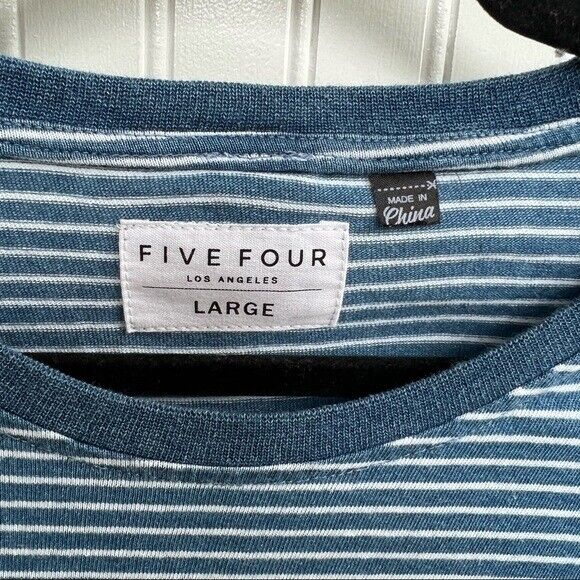 FIVE FOUR
LOS ANGELES
LARGE
MADE IN
China